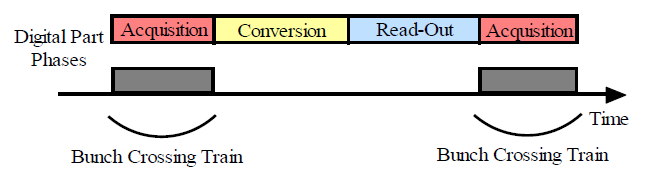 Digital Part
Phases
Acquisition
Conversion
Read-Out
Acquisition
Time
Bunch Crossing Train
Bunch Crossing Train